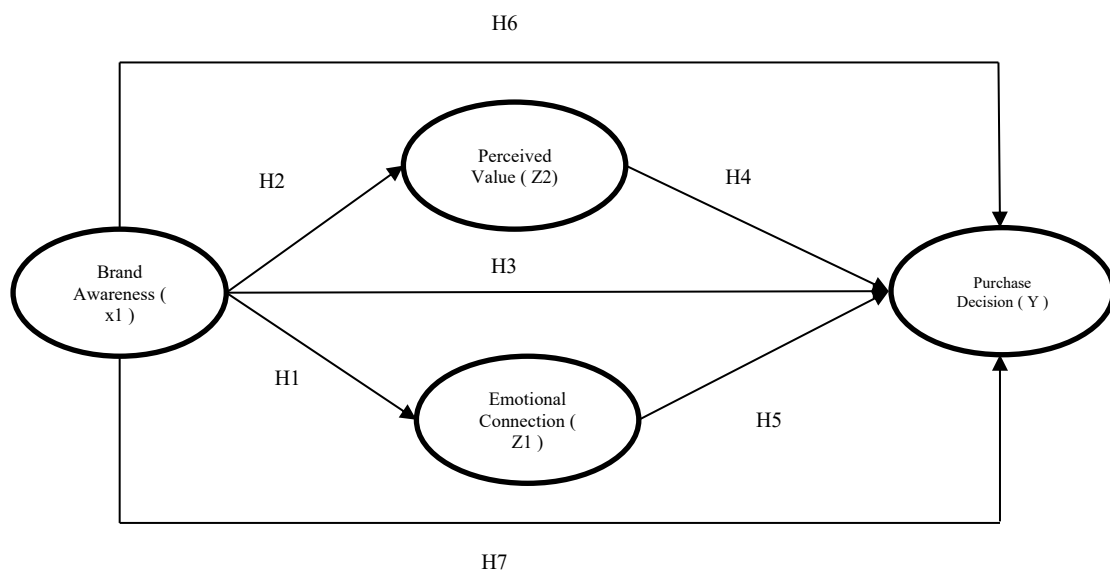 H6
Perceived
Value ( Z2)
H2
H4
Brand
Awareness (
x1 )
H3
Purchase
Decision ( Y )
H1
Emotional
Connection (
Z1 )
H5
H7